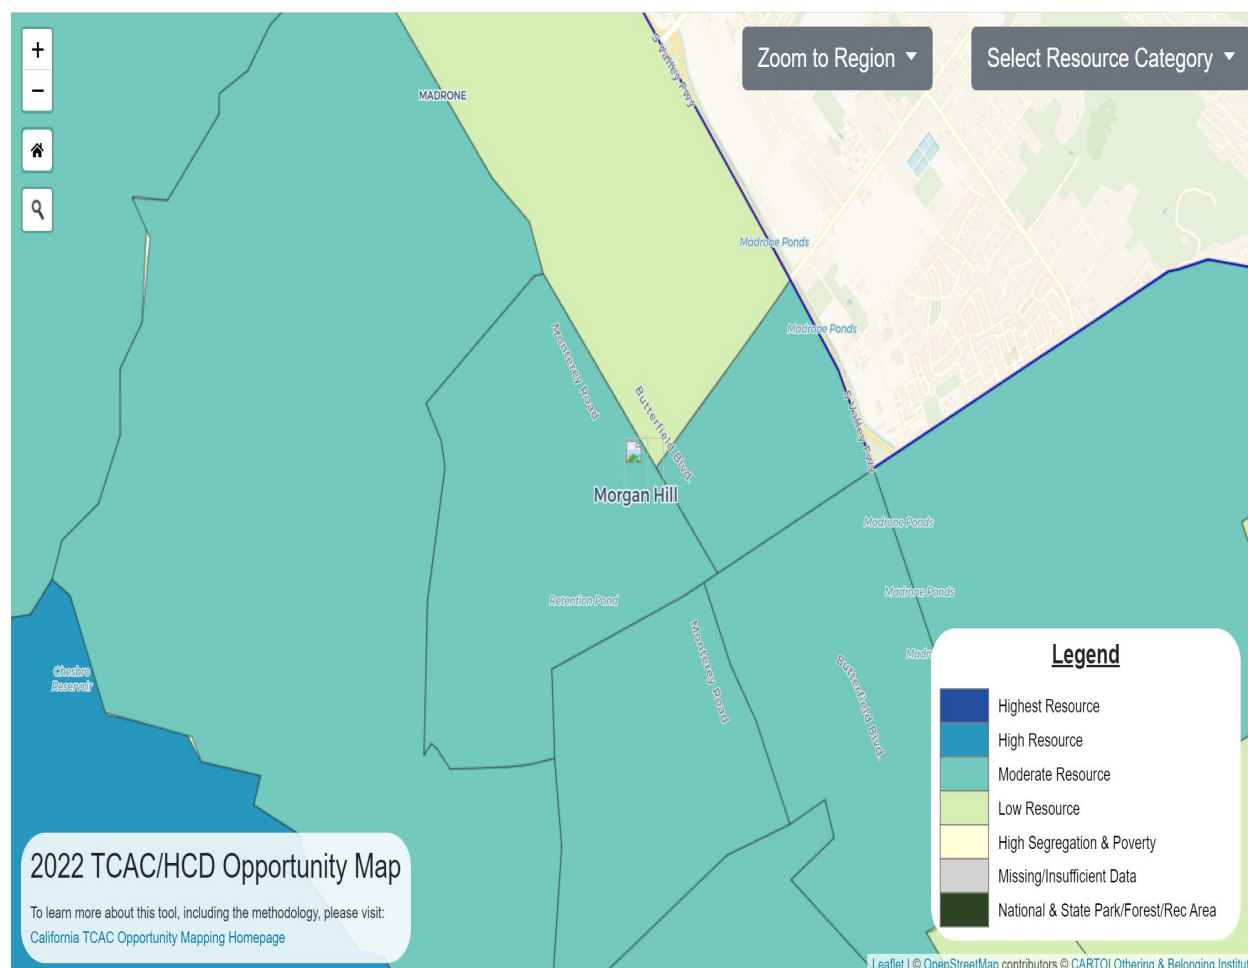 +
−
Zoom to Region
Select Resource Category
S Valley Fwy
MADRONE
Madrone Ponds
Madrone Ponds
Monterey Road
Butterfield Blvd.
S Valley Fwy
Morgan Hill
Madrone Ponds
Madrone Ponds
Retention Pond
Monterey Road
Butterfield Blvd.
Chesbro
Reservoir
Legend
Highest Resource
High Resource
Moderate Resource
Low Resource
High Segregation & Poverty
Missing/Insufficient Data
National & State Park/Forest/Rec Area
2022 TCAC/HCD Opportunity Map
To learn more about this tool, including the methodology, please visit:
California TCAC Opportunity Mapping Homepage
Leaflet | © OpenStreetMap contributors © CARTO| Othering & Belonging Institut